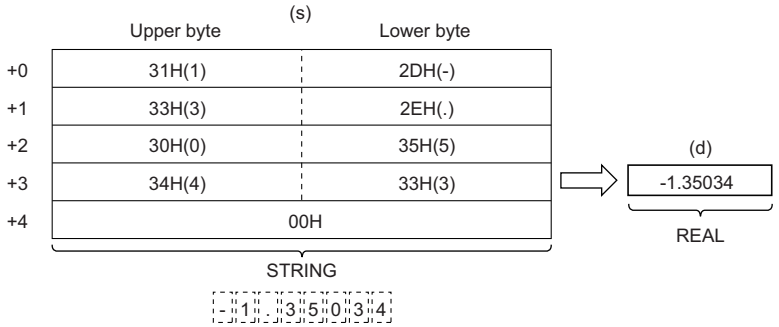 (s)
Upper byte Lower byte
+0 31H(1) 2DH(-)
+1 33H(3) 2EH(.)
+2 30H(0) 35H(5)
+3 34H(4) 33H(3)
+4 00H
(d)
-1.35034
REAL
STRING
- 1 . 3 5 0 3 4